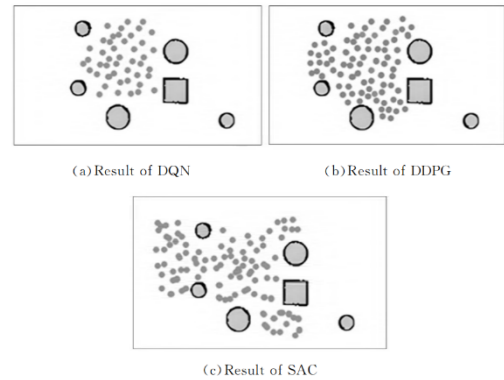 (a)Result of DQN
(b)Result of DDPG
(c)Result of SAC